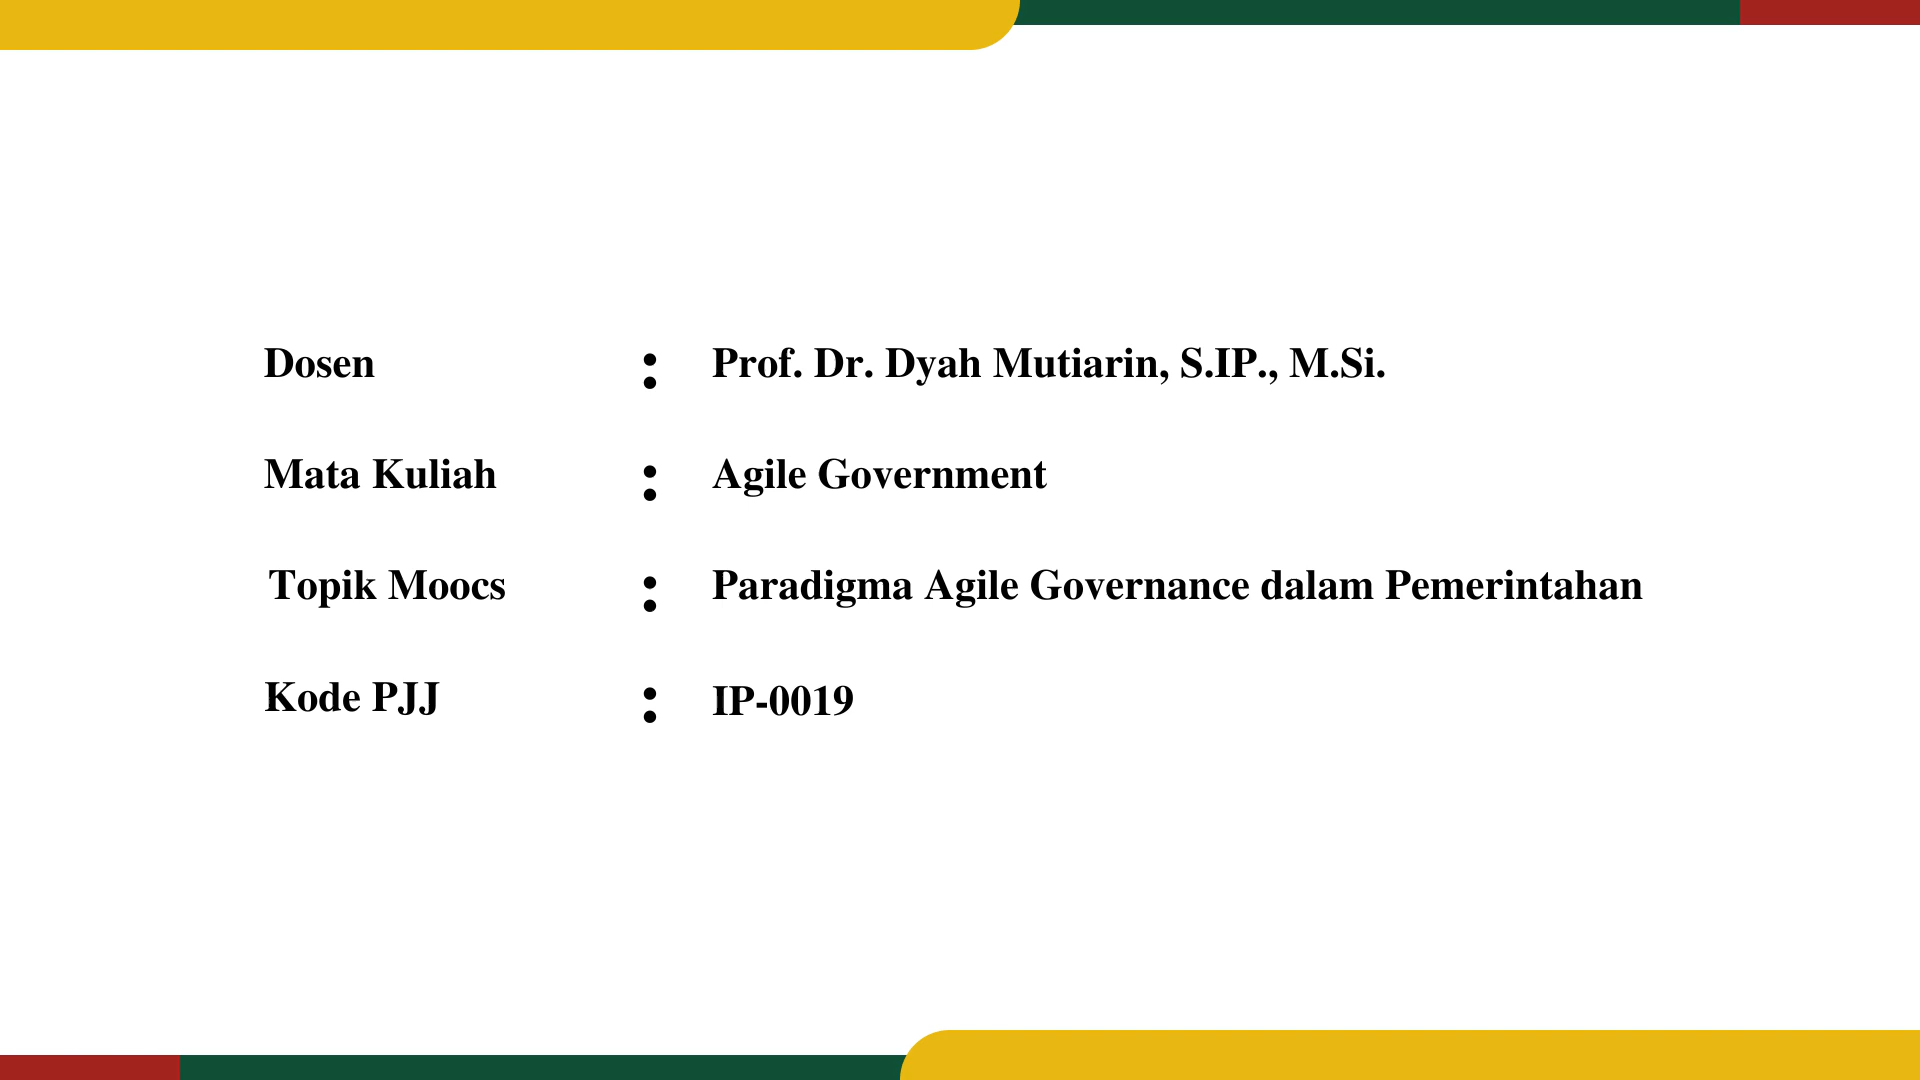 Dosen : Prof. Dr. Dyah Mutiarin, S.IP., M.Si.
Mata Kuliah : Agile Government
Topik Moocs : Paradigma Agile Governance dalam Pemerintahan
Kode PJJ : IP-0019